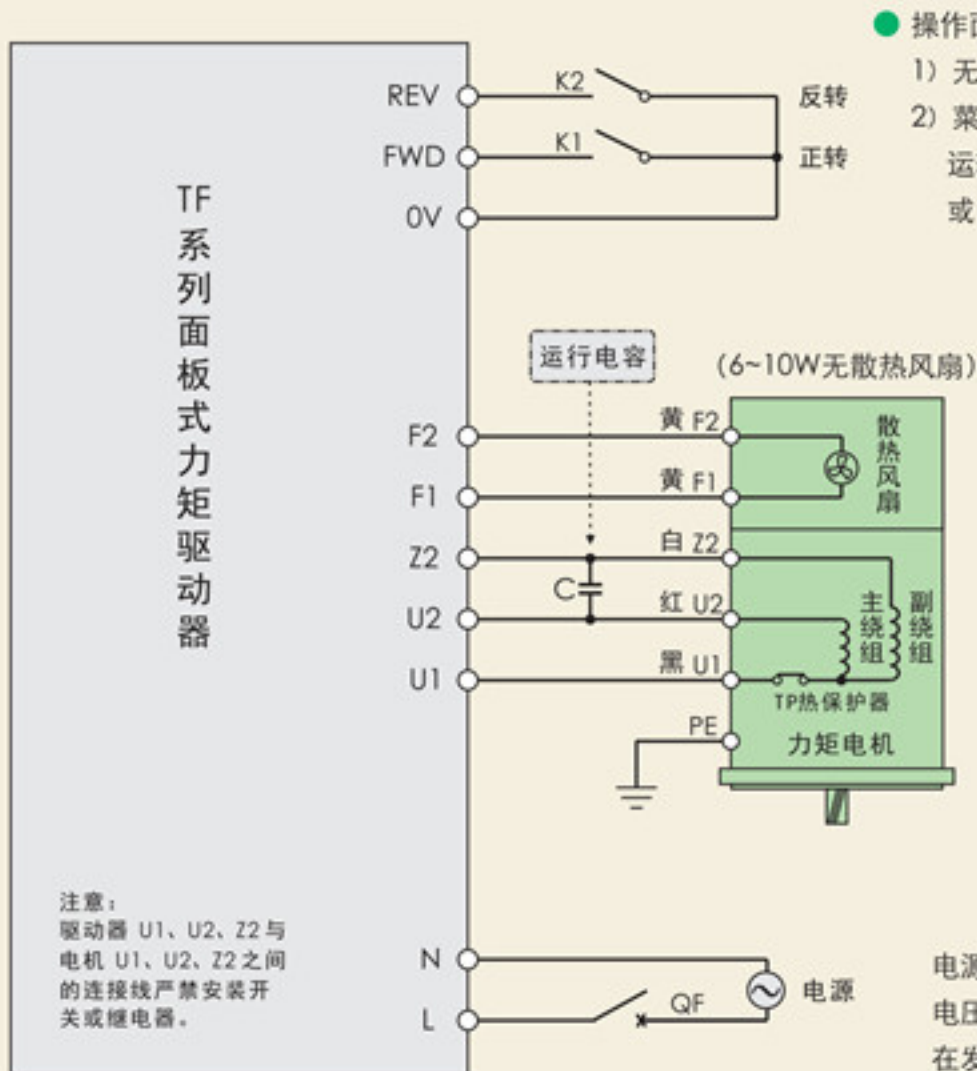 操作面
1) 无
2) 菜
运
或
REV K2 反转
FWD K1 正转
0V
TF系列面板式力矩驱动器
运行电容
(6~10W无散热风扇)
F2 黄 F2
F1 黄 F1
散热风扇
Z2 白 Z2
C
U2 红 U2
主绕组
副绕组
U1 黑 U1
TP热保护器
PE
力矩电机
注意:
驱动器 U1、U2、Z2与
电机 U1、U2、Z2之间
的连接线严禁安装开
关或继电器。
N
L QF 电源
电源
电压
在发